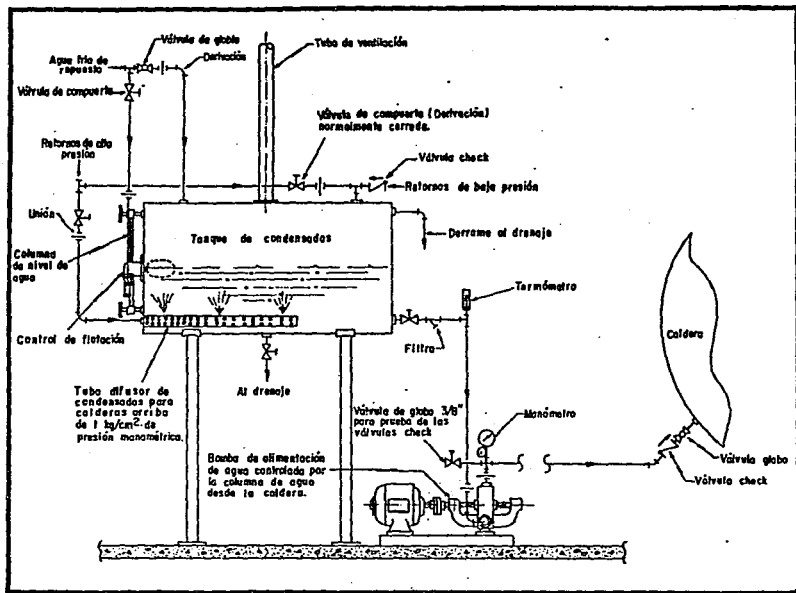 Válvula de globo
Tubo de ventilación
Agua fria de
repuesto
Derivación
Válvula de compuerta
Válvula de compuerta (Derivación)
normalmente cerrada.
Retornos de alta
presión
Válvula check
Retornos de baja presión
Unión
Tanque de condensados
Derrame al drenaje
Columna
de nivel de
agua
Termómetro
Caldera
Control de flotación
Filtro
Tubo difusor de
condensados para
calderas arriba
de 1 kg/cm² de
presión manométrica.
Al drenaje
Válvula de globo 3/8"
para prueba de las
válvulas check
Manómetro
Válvula globo
Válvula check
Bomba de alimentación
de agua controlada por
la columna de agua
desde la caldera.